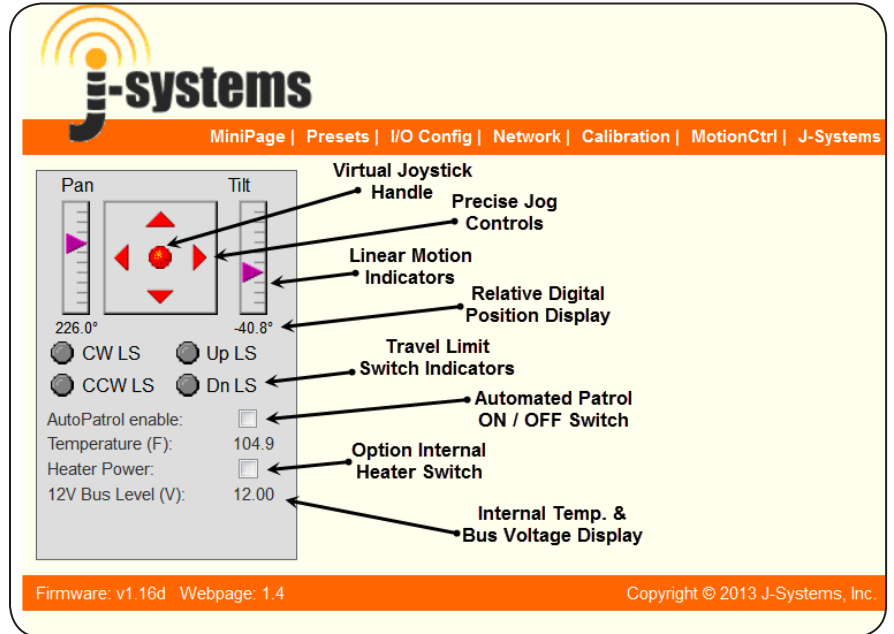 j-systems
MiniPage | Presets | I/O Config | Network | Calibration | MotionCtrl | J-Systems
Pan Tilt
Virtual Joystick
Handle
Precise Jog
Controls
Linear Motion
Indicators
Relative Digital
Position Display
226.0° -40.8°
CW LS Up LS
CCW LS Dn LS
Travel Limit
Switch Indicators
AutoPatrol enable:
Automated Patrol
ON / OFF Switch
Temperature (F): 104.9
Heater Power:
Option Internal
Heater Switch
12V Bus Level (V): 12.00
Internal Temp. &
Bus Voltage Display
Firmware: v1.16d Webpage: 1.4
Copyright © 2013 J-Systems, Inc.